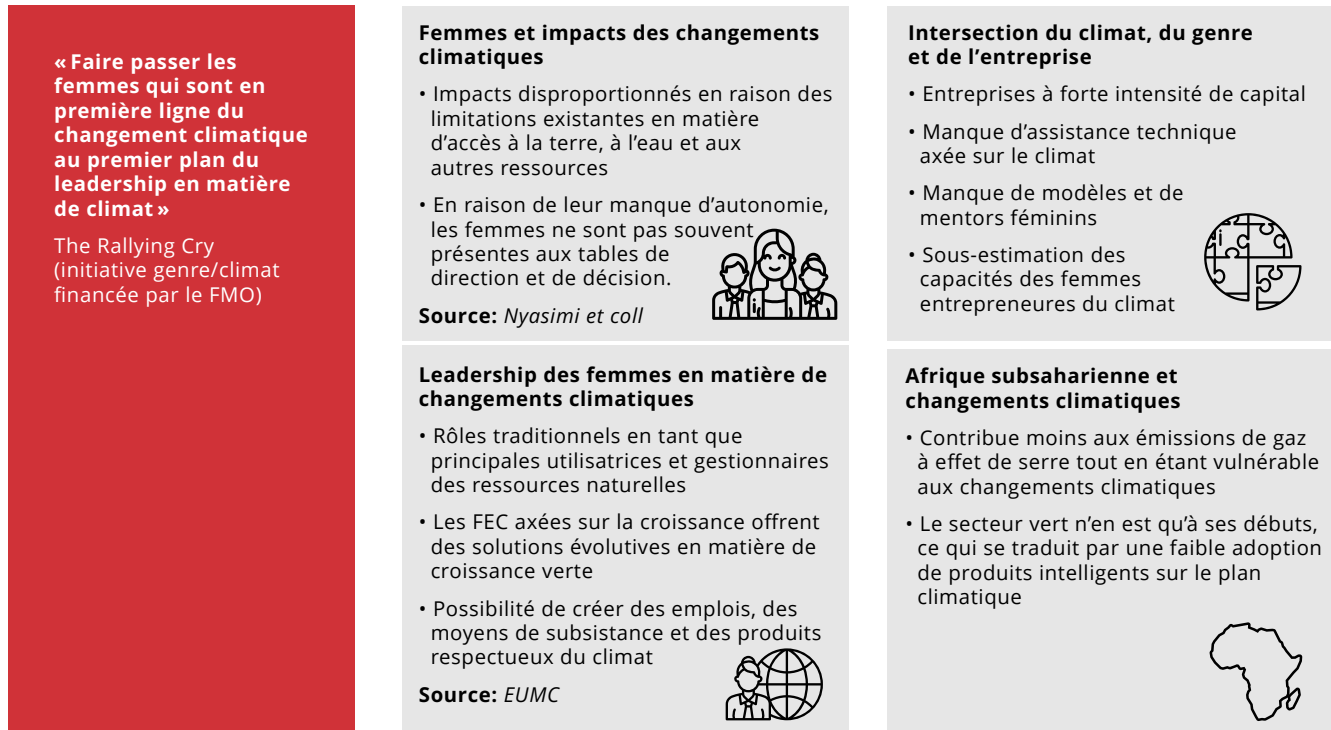 « Faire passer les
femmes qui sont en
première ligne du
changement climatique
au premier plan du
leadership en matière
de climat »
The Rallying Cry
(initiative genre/climat
financée par le FMO)
Femmes et impacts des changements
climatiques
• Impacts disproportionnés en raison des
limitations existantes en matière
d’accès à la terre, à l’eau et aux
autres ressources
• En raison de leur manque d’autonomie,
les femmes ne sont pas souvent
présentes aux tables de
direction et de décision.
Source: Nyasimi et coll
Intersection du climat, du genre
et de l’entreprise
• Entreprises à forte intensité de capital
• Manque d’assistance technique
axée sur le climat
• Manque de modèles et de
mentors féminins
• Sous-estimation des
capacités des femmes
entrepreneures du climat
Leadership des femmes en matière de
changements climatiques
• Rôles traditionnels en tant que
principales utilisatrices et gestionnaires
des ressources naturelles
• Les FEC axées sur la croissance offrent
des solutions évolutives en matière de
croissance verte
• Possibilité de créer des emplois, des
moyens de subsistance et des produits
respectueux du climat
Source: EUMC
Afrique subsaharienne et
changements climatiques
• Contribue moins aux émissions de gaz
à effet de serre tout en étant vulnérable
aux changements climatiques
• Le secteur vert n’en est qu’à ses débuts,
ce qui se traduit par une faible adoption
de produits intelligents sur le plan
climatique